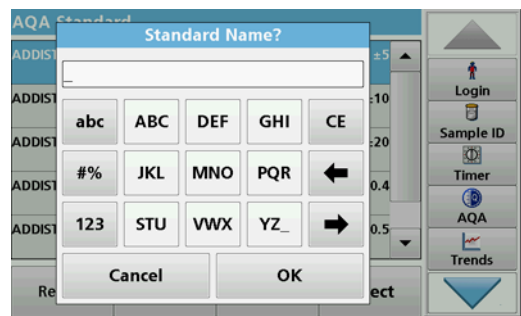 AQA Standard
Standard Name?
ADDIST
±5
_
ADDIST
:10
abc
ABC
DEF
GHI
CE
ADDIST
:20
#%
JKL
MNO
PQR
ADDIST
0.4
123
STU
VWX
YZ_
ADDIST
0.5
Cancel
OK
Re
ect
Login
Sample ID
Timer
AQA
Trends